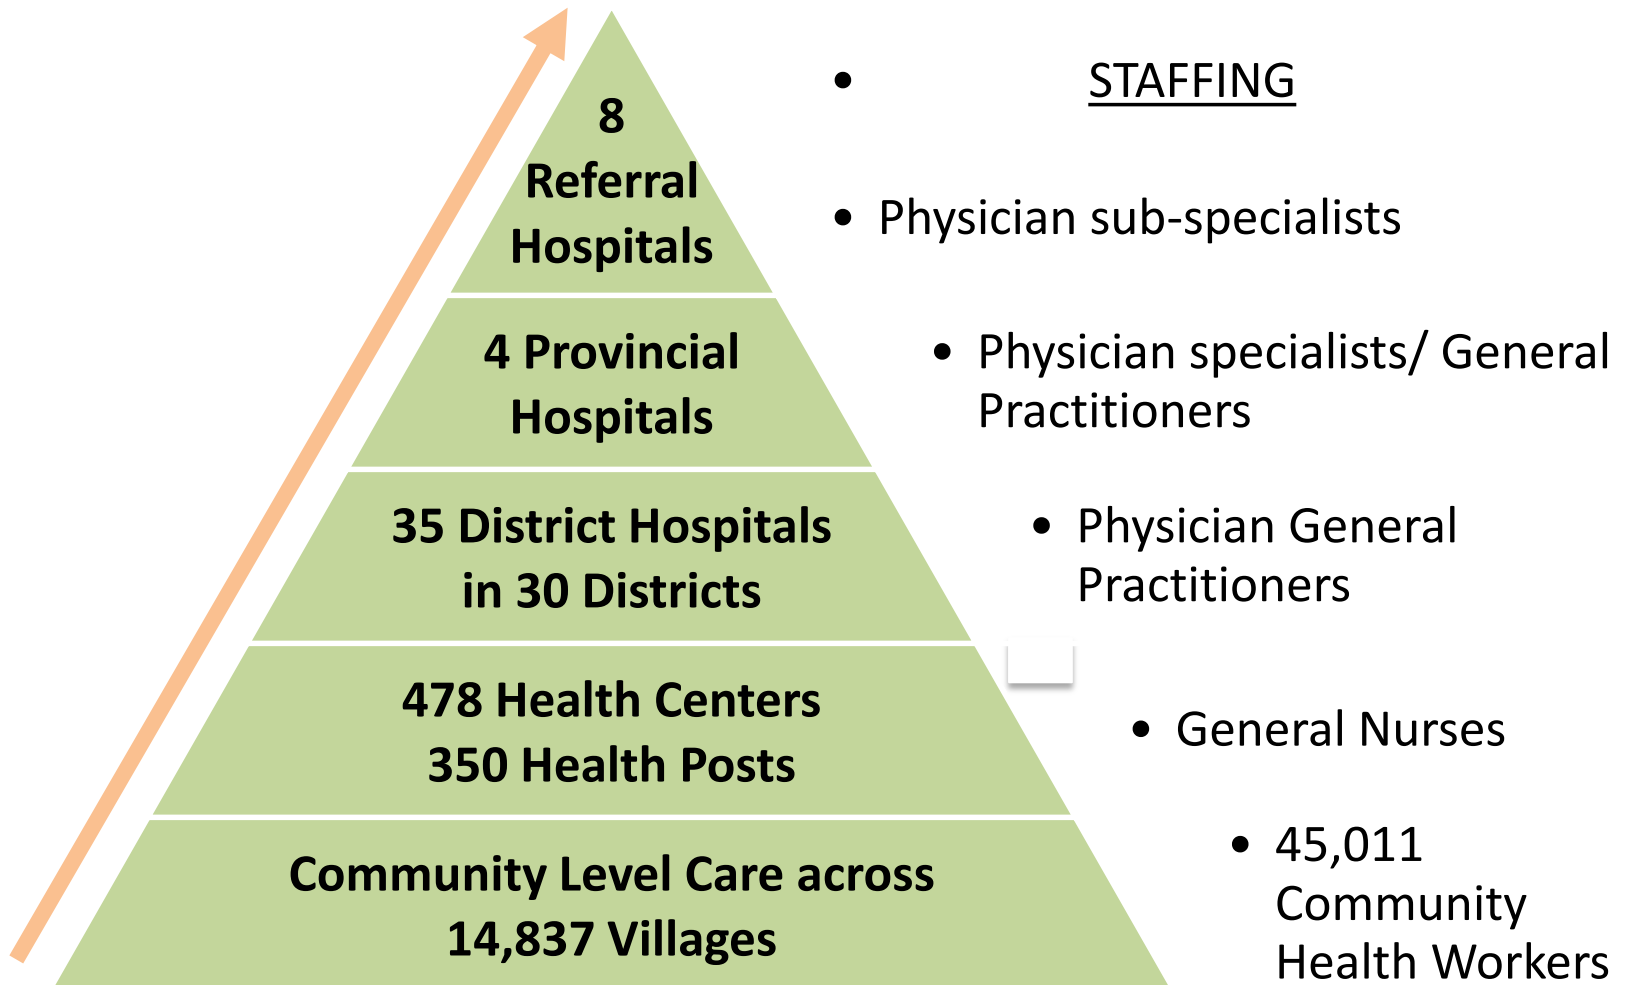 8
Referral
Hospitals
4 Provincial
Hospitals
35 District Hospitals
in 30 Districts
478 Health Centers
350 Health Posts
Community Level Care across
14,837 Villages
• STAFFING
• Physician sub-specialists
• Physician specialists/ General
Practitioners
• Physician General
Practitioners
• General Nurses
• 45,011
Community
Health Workers